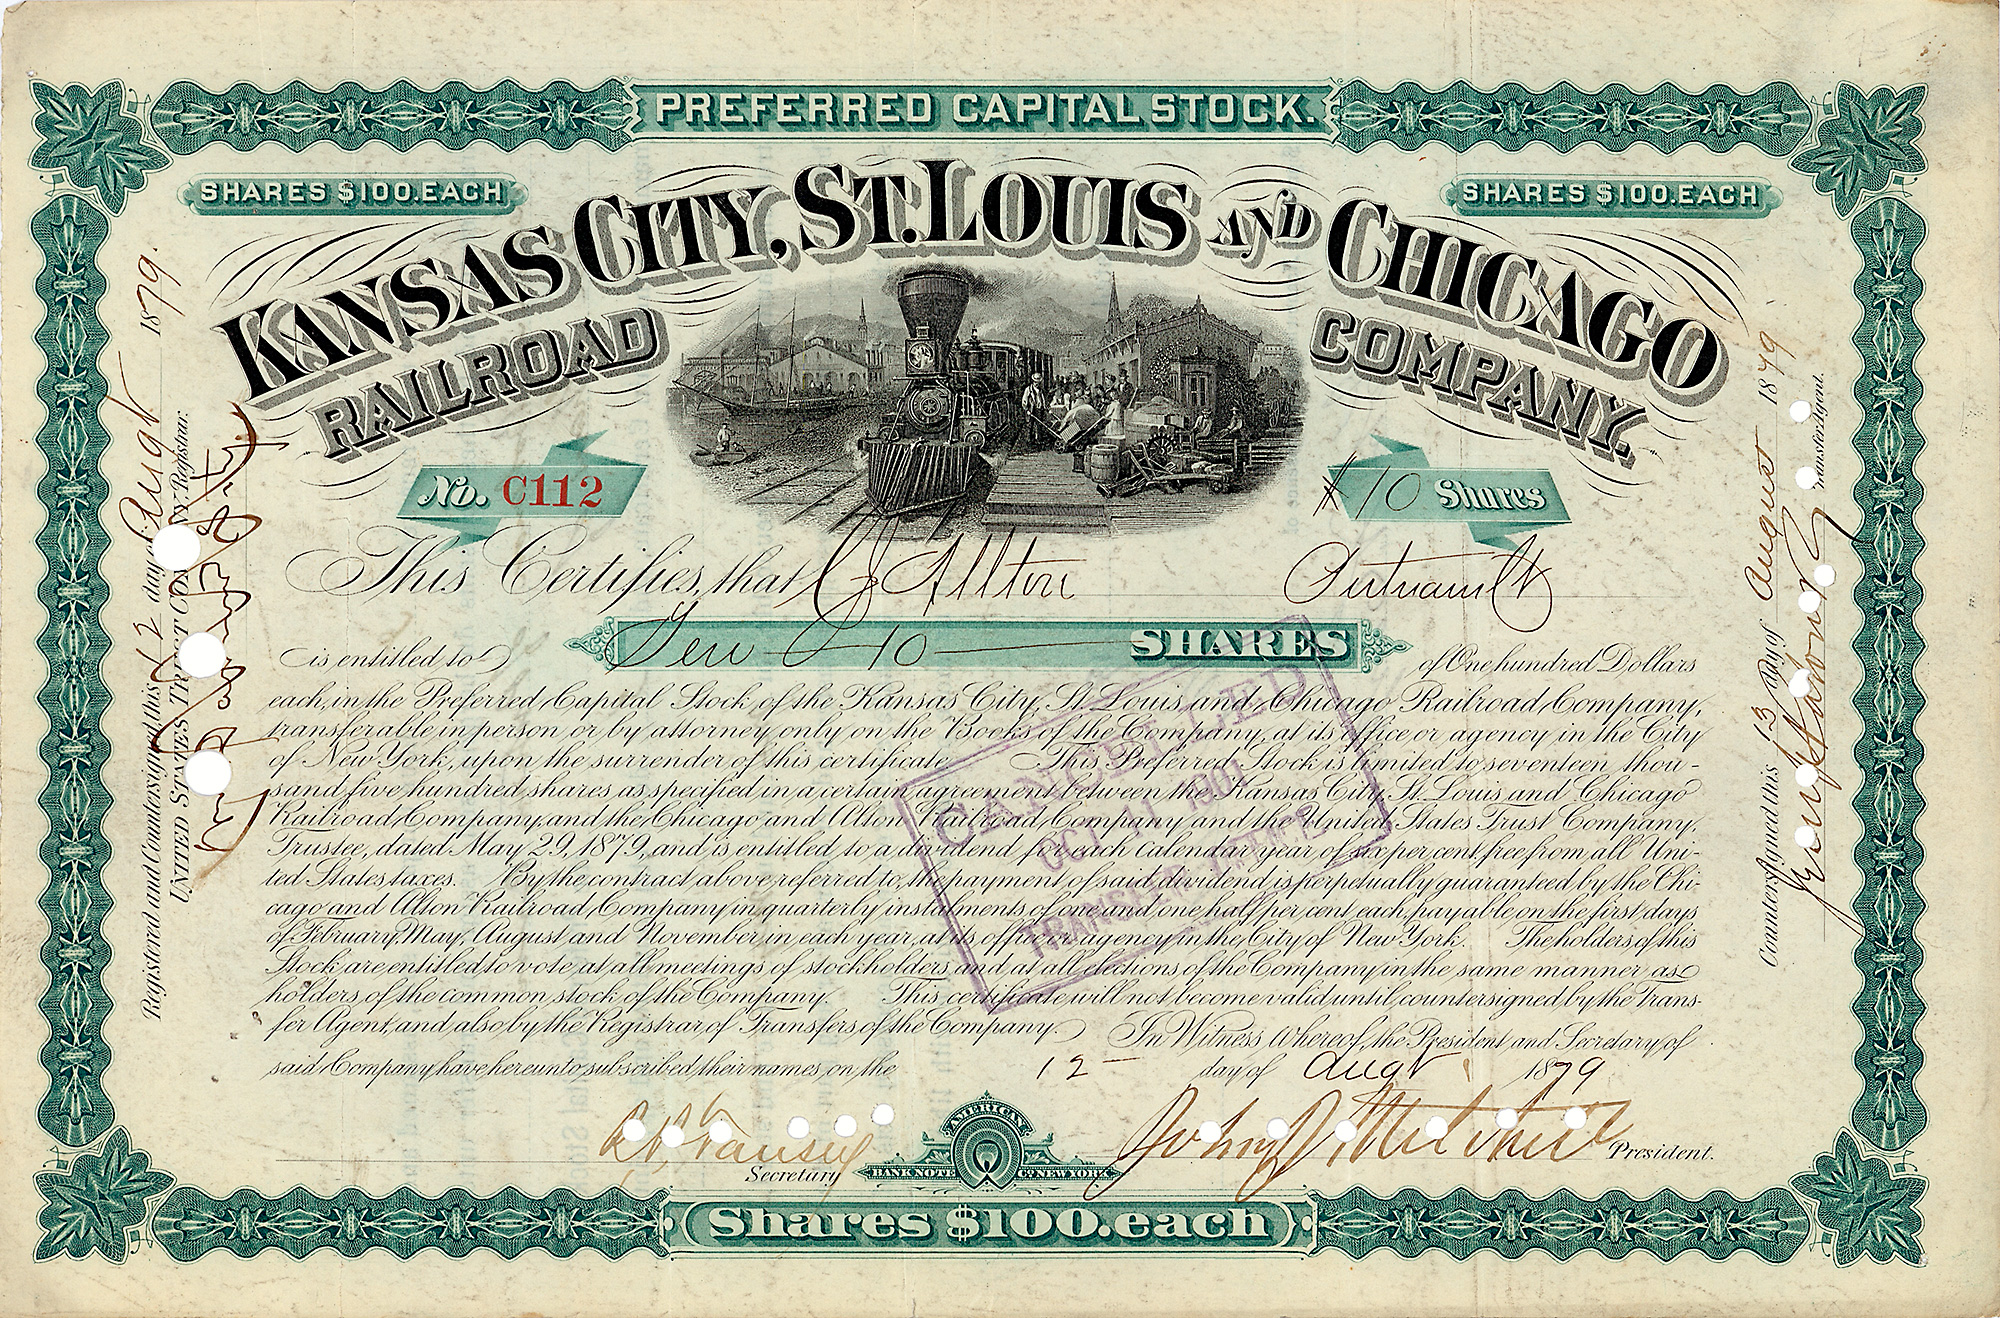 PREFERRED CAPITAL STOCK.
SHARES $100.EACH
SHARES $100.EACH
KANSAS CITY, ST. LOUIS AND CHICAGO
RAILROAD COMPANY.
No. C112
10 Shares
This Certifies, that Allton
is entitled to Ten 10 SHARES of One hundred Dollars
each, in the Preferred Capital Stock of the Kansas City, St. Louis and Chicago Railroad Company,
transferable in person or by attorney only on the Books of the Company, at its office or agency in the City
of New York, upon the surrender of this certificate. This Preferred Stock is limited to seventeen thou-
sand five hundred shares as specified in a certain agreement between the Kansas City, St. Louis and Chicago
Railroad Company and the Chicago and Alton Railroad Company and the United States Trust Company,
Trustee, dated May 29, 1879, and is entitled to a dividend for each calendar year of six per cent, free from all Uni-
ted States taxes. By the contract above referred to, the payment of said dividend is perpetually guaranteed by the Chi-
cago and Alton Railroad Company in quarterly instalments of one and one half per cent each, payable on the first days
of February, May, August and November in each year, at its office or agency in the City of New York. The holders of this
Stock are entitled to vote at all meetings of stockholders and at all elections of the Company in the same manner as
holders of the common stock of the Company. This certificate will not become valid until countersigned by the Trans-
fer Agent, and also by the Registrar of Transfers of the Company. In Witness Whereof, the President and Secretary of
said Company have hereunto subscribed their names, on the 12 day of Augt 1879
Secretary
John J. Mitchell President.
AMERICAN
BANK NOTE CO. NEW YORK
Shares $100.each
CANCELLED
OCT 11 1901
TRANSFER OFFICE
Registered and Countersigned, this 12 day of Augt 1879
UNITED STATES TRUST COMPANY Registrar.
Countersigned this 13 day of August 1879
Transfer Agent.